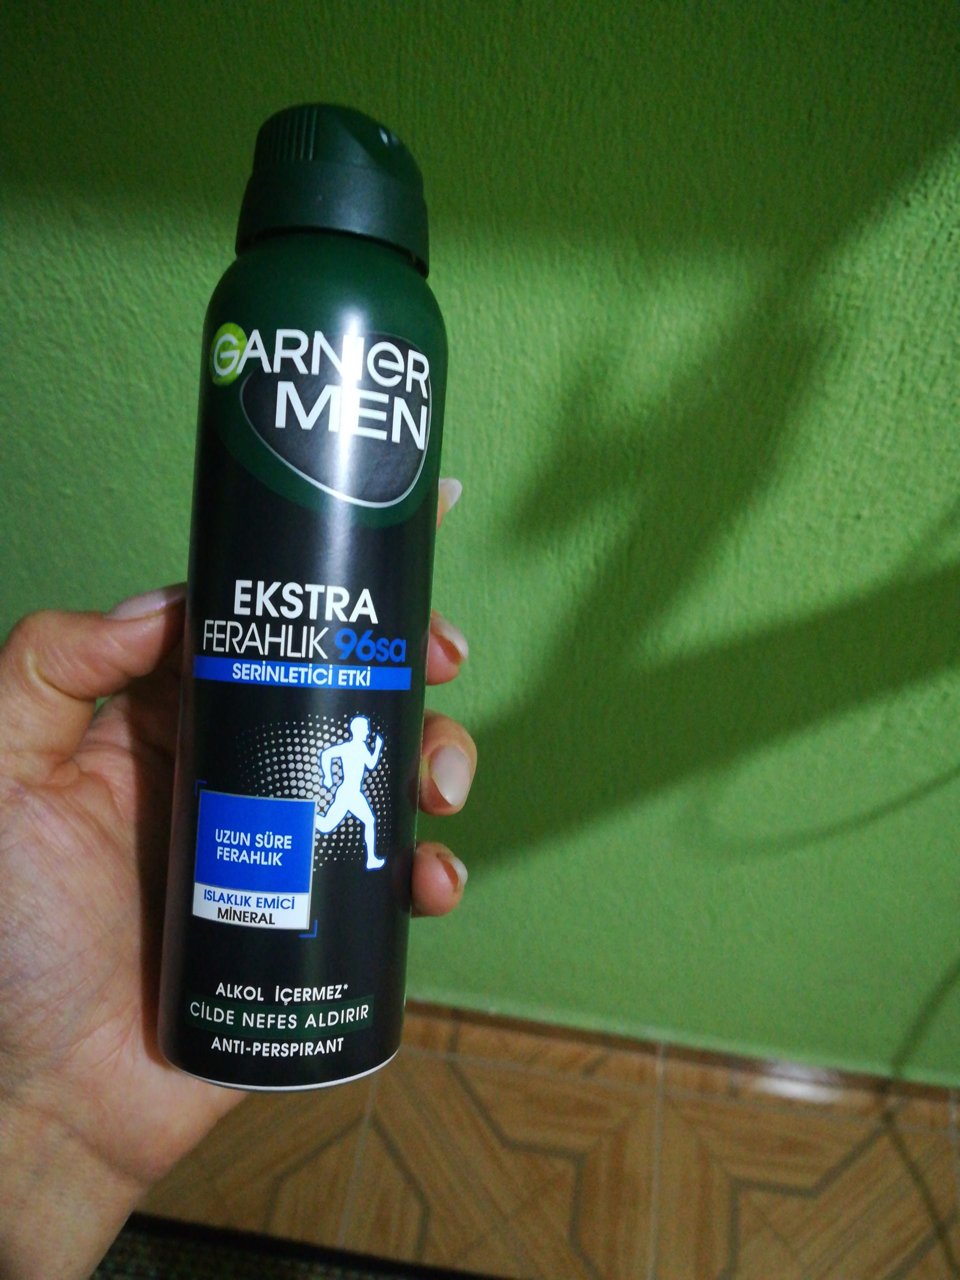 GARNIER
MEN
EKSTRA
FERAHLIK 96sa
SERİNLETİCİ ETKİ
UZUN SÜRE
FERAHLIK
ISLAKLIK EMİCİ
MİNERAL
ALKOL İÇERMEZ*
CİLDE NEFES ALDIRIR
ANTI-PERSPIRANT